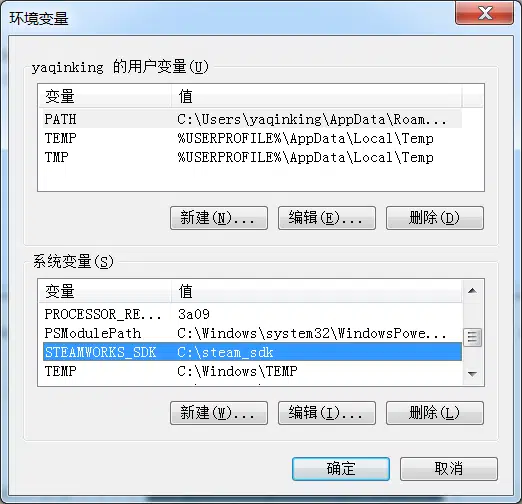 环境变量
yaqinking 的用户变量(U)
变量 值
PATH C:\Users\yaqinking\AppData\Roam...
TEMP %USERPROFILE%\AppData\Local\Temp
TMP %USERPROFILE%\AppData\Local\Temp
新建(N)... 编辑(E)... 删除(D)
系统变量(S)
变量 值
PROCESSOR_RE... 3a09
PSModulePath C:\Windows\system32\WindowsPowe...
STEAMWORKS_SDK C:\steam_sdk
TEMP C:\Windows\TEMP
新建(W)... 编辑(I)... 删除(L)
确定 取消